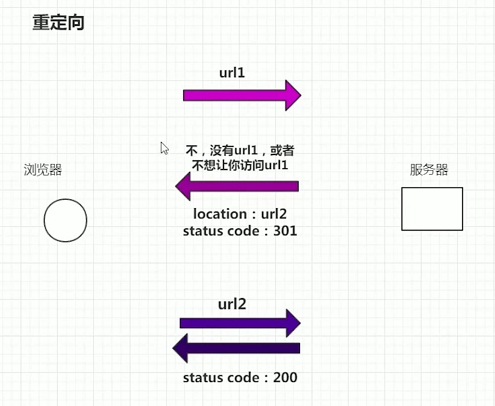 重定向
url1
不，没有url1，或者
不想让你访问url1
浏览器
服务器
location：url2
status code：301
url2
status code：200